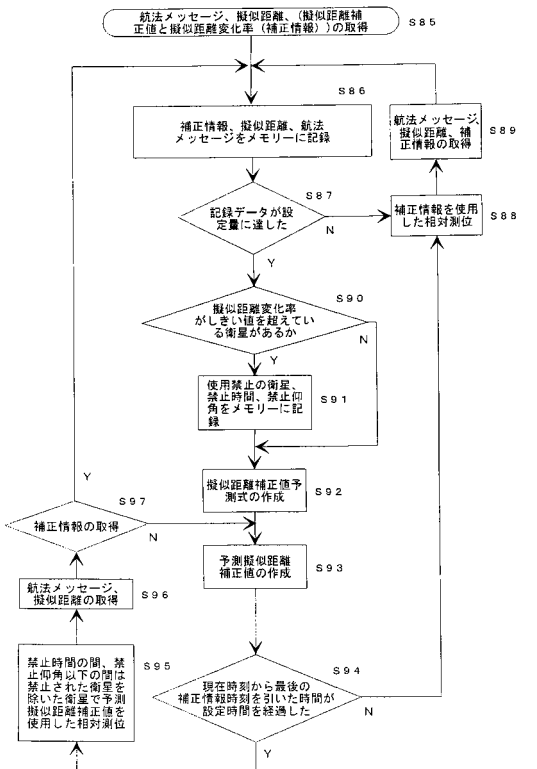 航法メッセージ、擬似距離、(擬似距離補
正値と擬似距離変化率(補正情報))の取得
S85
S86
補正情報、擬似距離、航法
メッセージをメモリーに記録
航法メッセージ、
擬似距離、補
正情報の取得
S89
S87
記録データが設
定量に達した
N
Y
補正情報を使用
した相対測位
S88
S90
擬似距離変化率
がしきい値を超えてい
る衛星があるか
N
Y
使用禁止の衛星、
禁止時間、禁止仰
角をメモリーに記
録
S91
擬似距離補正値予
測式の作成
S92
Y
S97
補正情報の取得
N
予測擬似距離
補正値の作成
S93
航法メッセージ、
擬似距離の取得
S96
禁止時間の間、禁
止仰角以下の間は
禁止された衛星を
除いた衛星で予測
擬似距離補正値を
使用した相対測位
S95
S94
現在時刻から最後の
補正情報時刻を引いた時間が
設定時間を経過した
N
Y